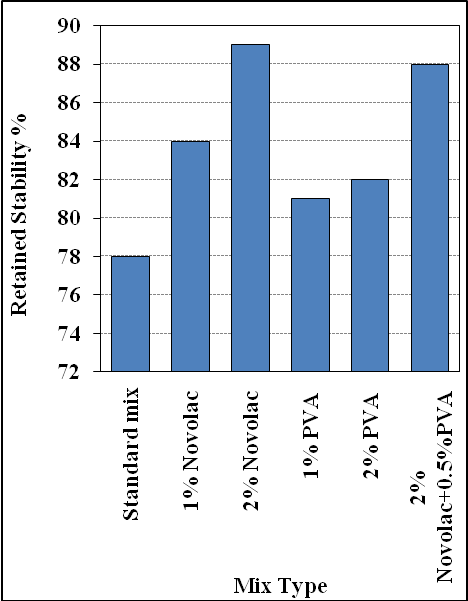 Retained Stability %
90
88
86
84
82
80
78
76
74
72
Standard mix
1% Novolac
2% Novolac
1% PVA
2% PVA
2%
Novolac+0.5%PVA
Mix Type